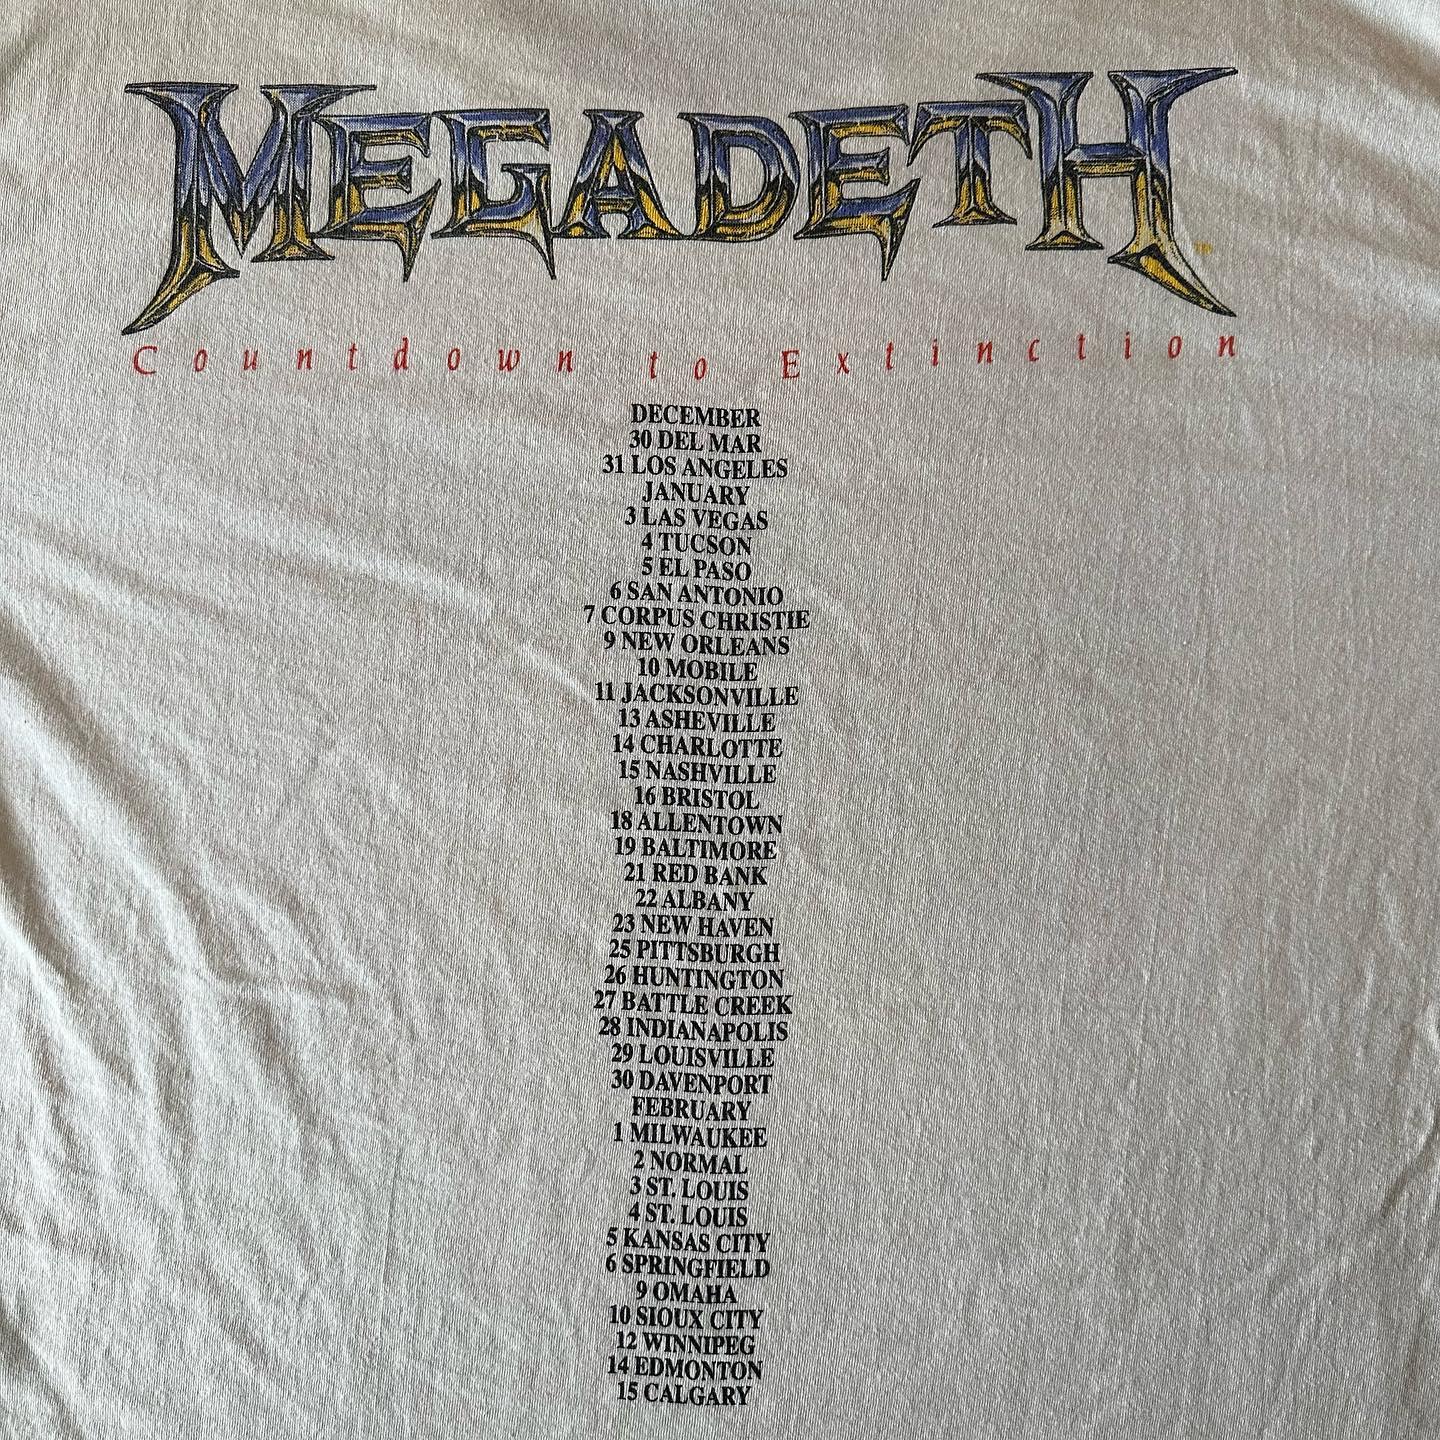 MEGADETH
Countdown to Extinction
DECEMBER
30 DEL MAR
31 LOS ANGELES
JANUARY
3 LAS VEGAS
4 TUCSON
5 EL PASO
6 SAN ANTONIO
7 CORPUS CHRISTIE
9 NEW ORLEANS
10 MOBILE
11 JACKSONVILLE
13 ASHEVILLE
14 CHARLOTTE
15 NASHVILLE
16 BRISTOL
18 ALLENTOWN
19 BALTIMORE
21 RED BANK
22 ALBANY
23 NEW HAVEN
25 PITTSBURGH
26 HUNTINGTON
27 BATTLE CREEK
28 INDIANAPOLIS
29 LOUISVILLE
30 DAVENPORT
FEBRUARY
1 MILWAUKEE
2 NORMAL
3 ST. LOUIS
4 ST. LOUIS
5 KANSAS CITY
6 SPRINGFIELD
9 OMAHA
10 SIOUX CITY
12 WINNIPEG
14 EDMONTON
15 CALGARY